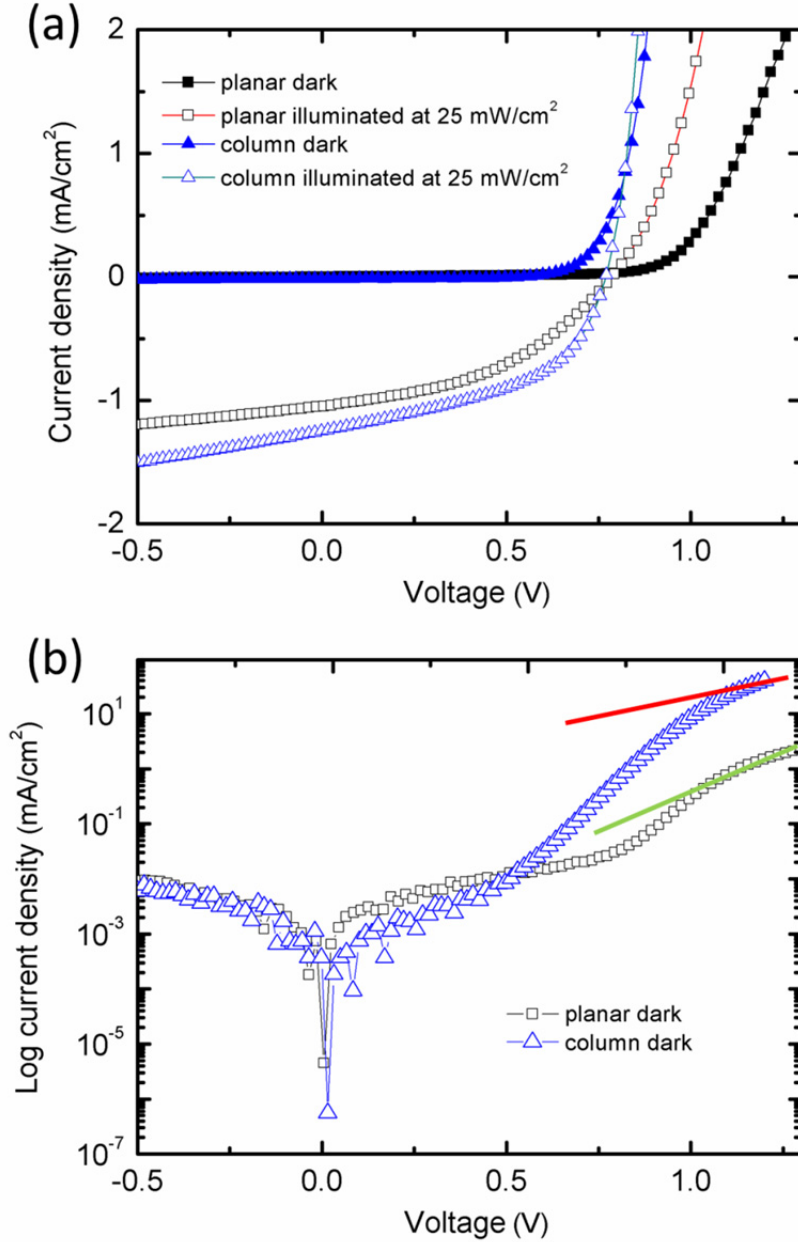 (a)
2
1
0
-1
-2
Current density (mA/cm²)
planar dark
planar illuminated at 25 mW/cm²
column dark
column illuminated at 25 mW/cm²
-0.5 0.0 0.5 1.0
Voltage (V)
(b)
10¹
10⁻¹
10⁻³
10⁻⁵
10⁻⁷
Log current density (mA/cm²)
planar dark
column dark
-0.5 0.0 0.5 1.0
Voltage (V)